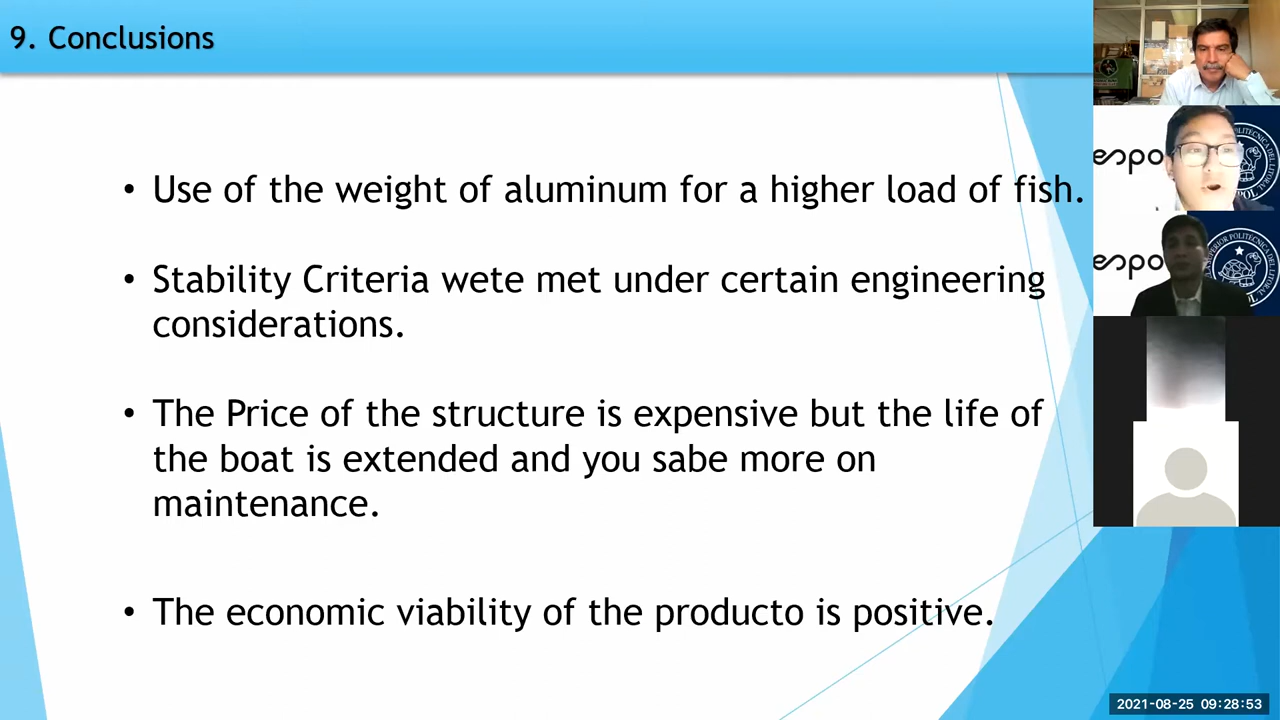 9. Conclusions
• Use of the weight of aluminum for a higher load of fish.
• Stability Criteria wete met under certain engineering
considerations.
• The Price of the structure is expensive but the life of
the boat is extended and you sabe more on
maintenance.
• The economic viability of the producto is positive.
2021-08-25 09:28:53